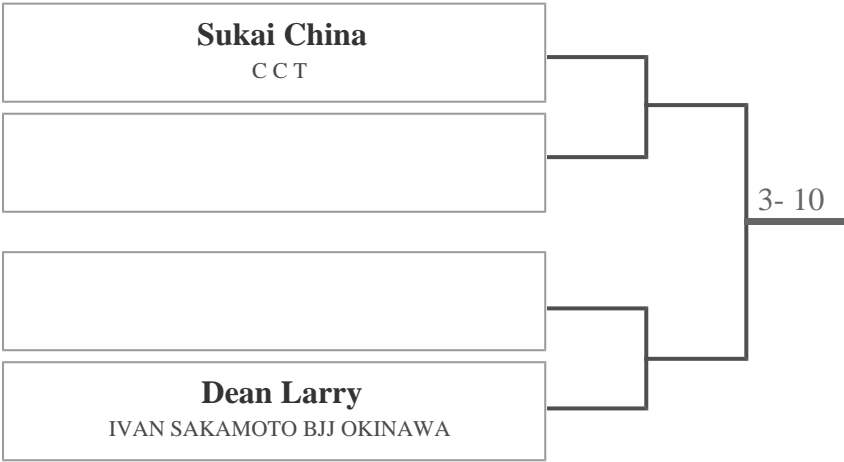 Sukai China
C C T
3- 10
Dean Larry
IVAN SAKAMOTO BJJ OKINAWA